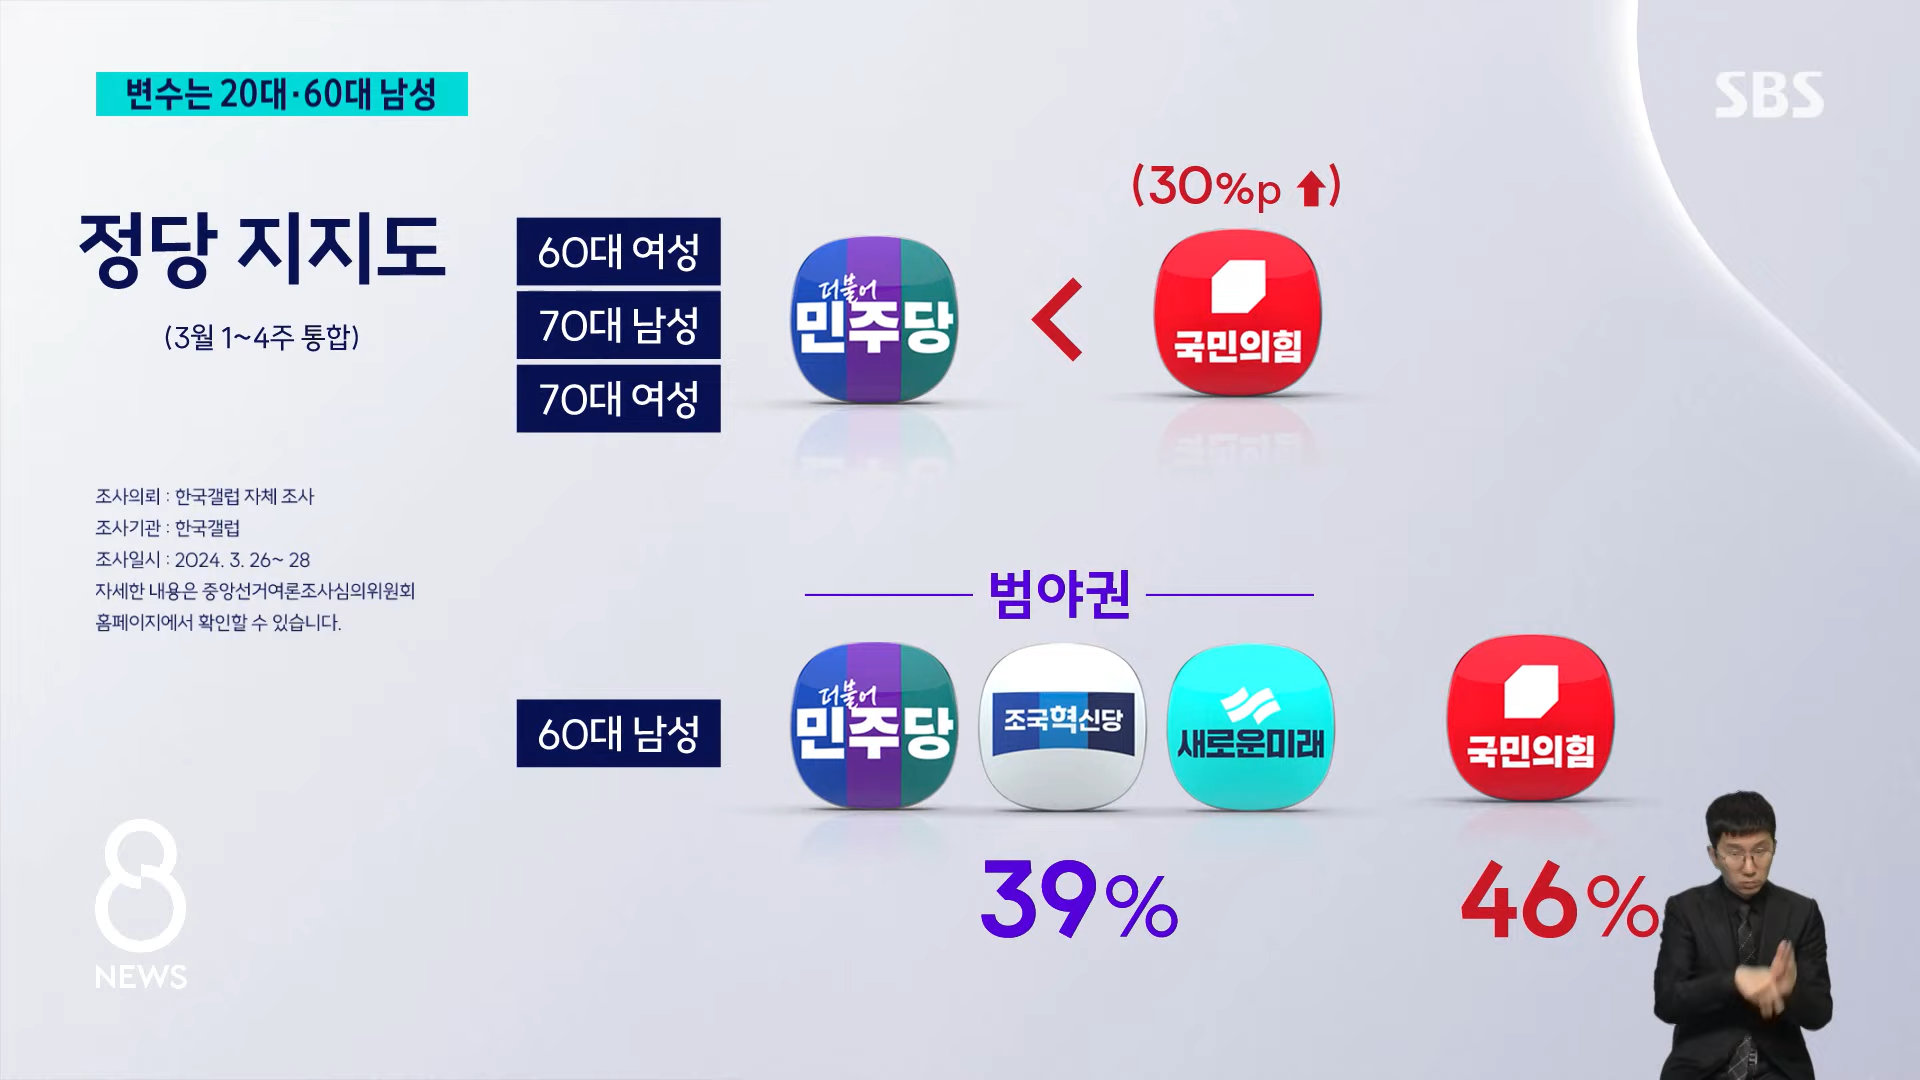 변수는 20대·60대 남성
SBS
정당 지지도
(3월 1~4주 통합)
60대 여성
70대 남성
70대 여성
더불어
민주당
<
(30%p ⬆)
국민의힘
조사의뢰 : 한국갤럽 자체 조사
조사기관 : 한국갤럽
조사일시 : 2024. 3. 26~ 28
자세한 내용은 중앙선거여론조사심의위원회
홈페이지에서 확인할 수 있습니다.
범야권
60대 남성
더불어
민주당
조국혁신당
새로운미래
국민의힘
39%
46%
8
NEWS